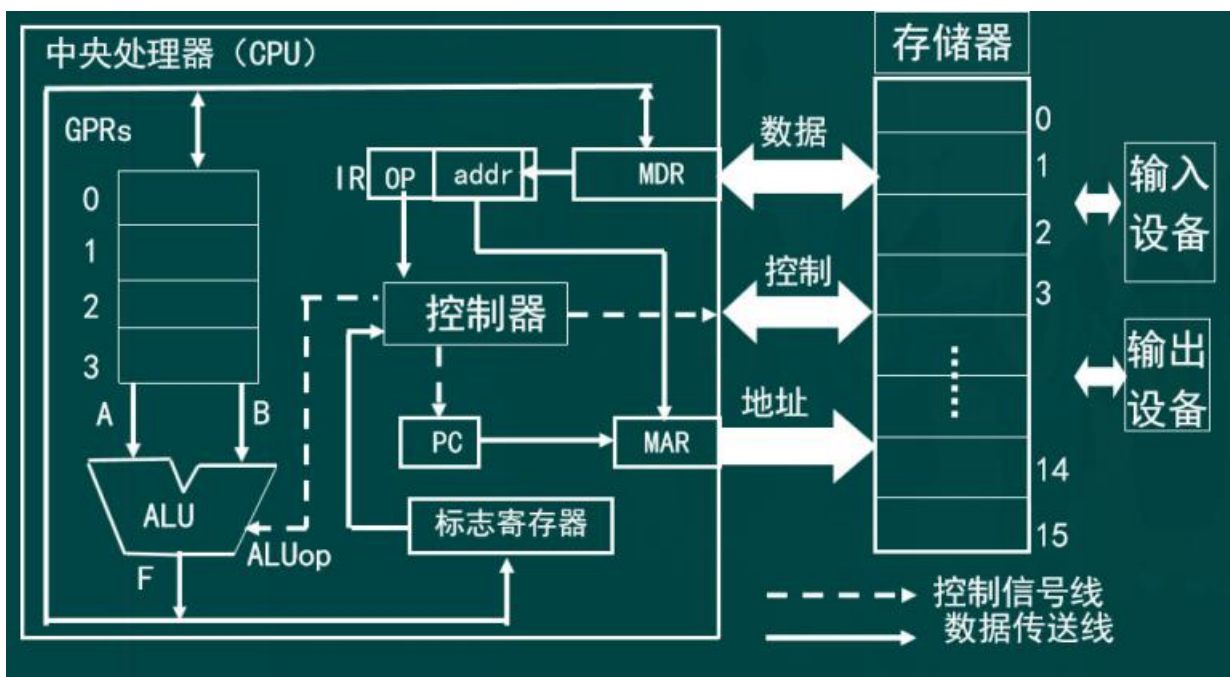 中央处理器（CPU）
存储器
GPRs
0
1
2
3
A
B
ALU
F
ALUop
IR
OP
addr
MDR
控制器
PC
MAR
标志寄存器
数据
控制
地址
0
1
2
3
14
15
输入
设备
输出
设备
控制信号线
数据传送线